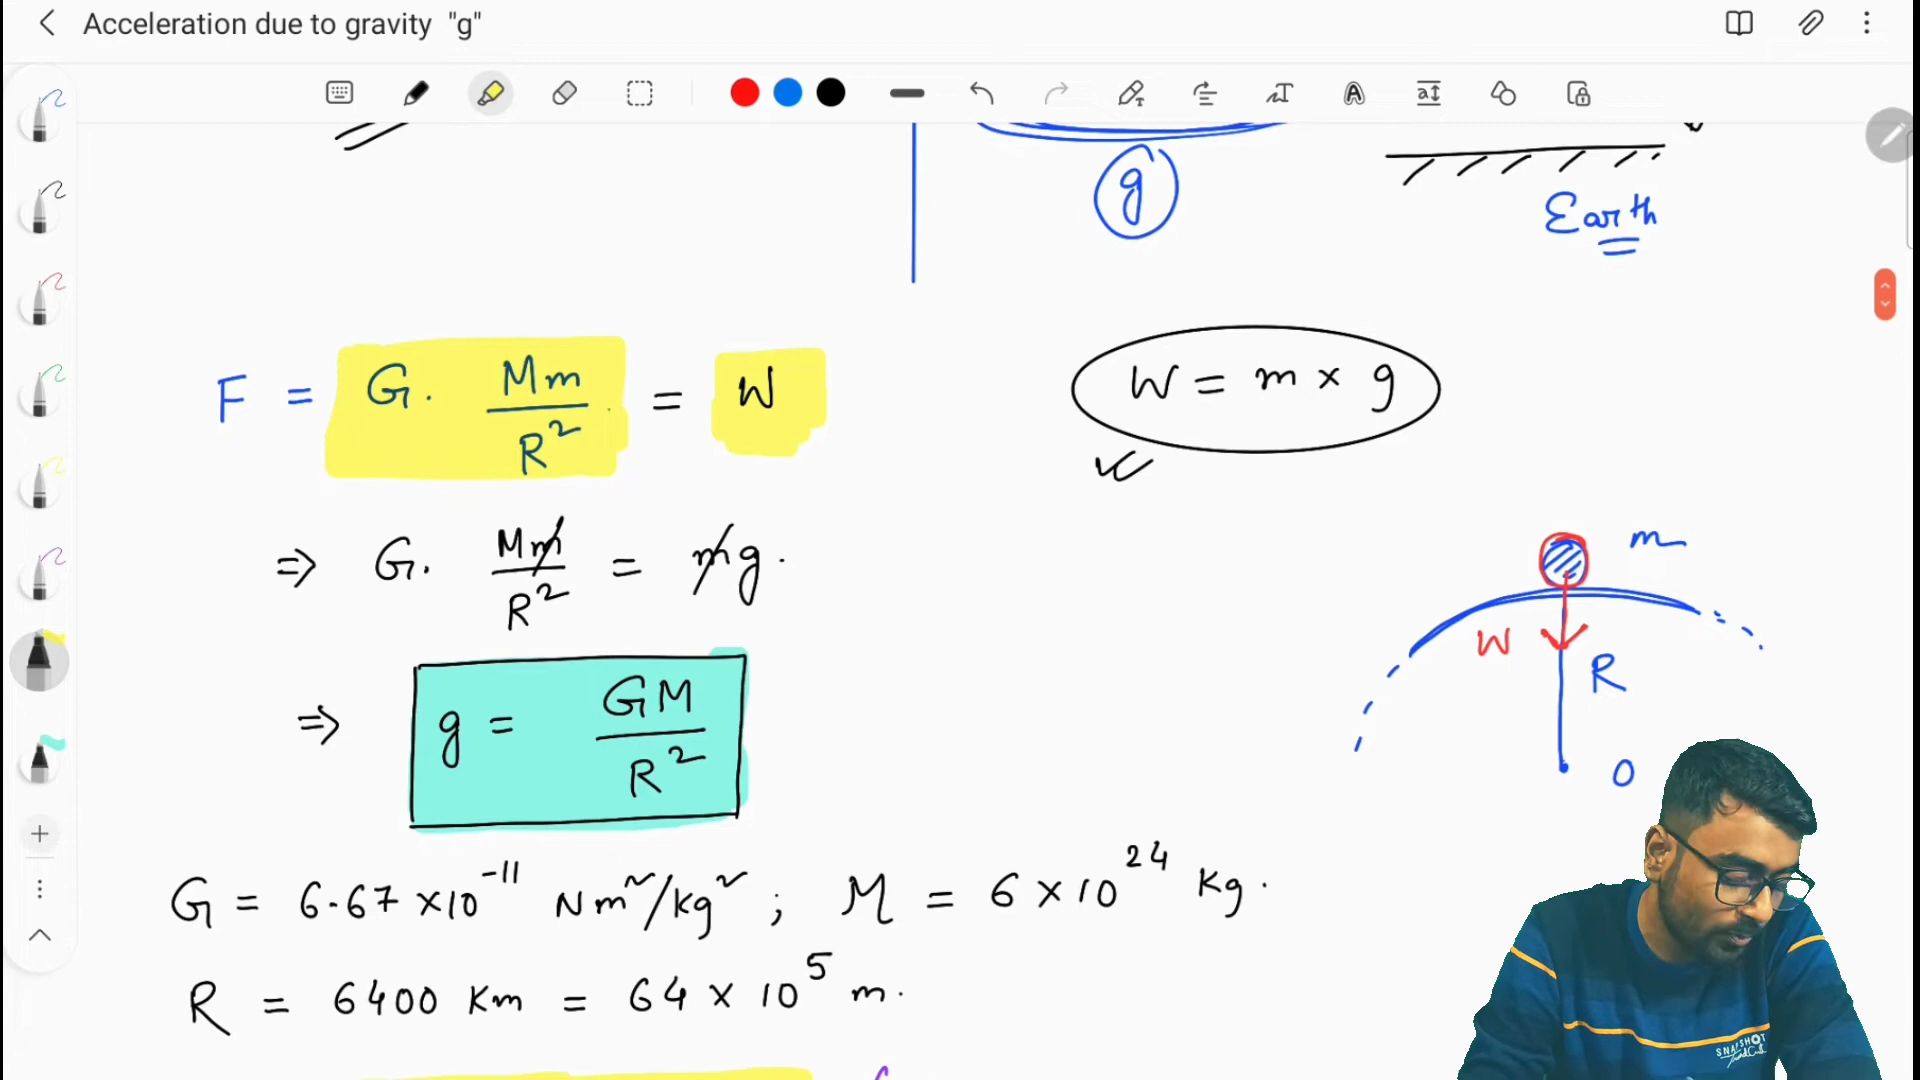 Acceleration due to gravity "g"
g
Earth
F = G. Mm/R² = W
W = m × g
⇒ G. Mm/R² = mg.
m
W
R
O
⇒ g = GM/R²
G = 6.67 ×10⁻¹¹ Nm²/kg² ; M = 6 × 10²⁴ Kg.
R = 6400 Km = 64 × 10⁵ m.
SNAPSHOT